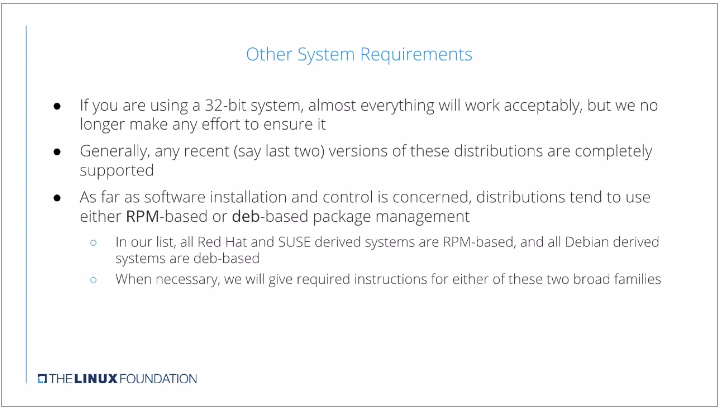 Other System Requirements
● If you are using a 32-bit system, almost everything will work acceptably, but we no
longer make any effort to ensure it
● Generally, any recent (say last two) versions of these distributions are completely
supported
● As far as software installation and control is concerned, distributions tend to use
either RPM-based or deb-based package management
○ In our list, all Red Hat and SUSE derived systems are RPM-based, and all Debian derived
systems are deb-based
○ When necessary, we will give required instructions for either of these two broad families
THE LINUX FOUNDATION